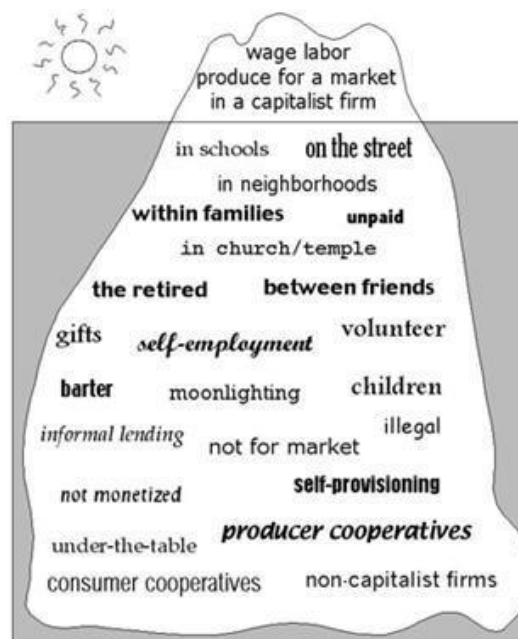 wage labor
produce for a market
in a capitalist firm
in schools on the street
in neighborhoods
within families unpaid
in church/temple
the retired between friends
gifts self-employment volunteer
barter moonlighting children
informal lending not for market illegal
not monetized self-provisioning
under-the-table producer cooperatives
consumer cooperatives non-capitalist firms